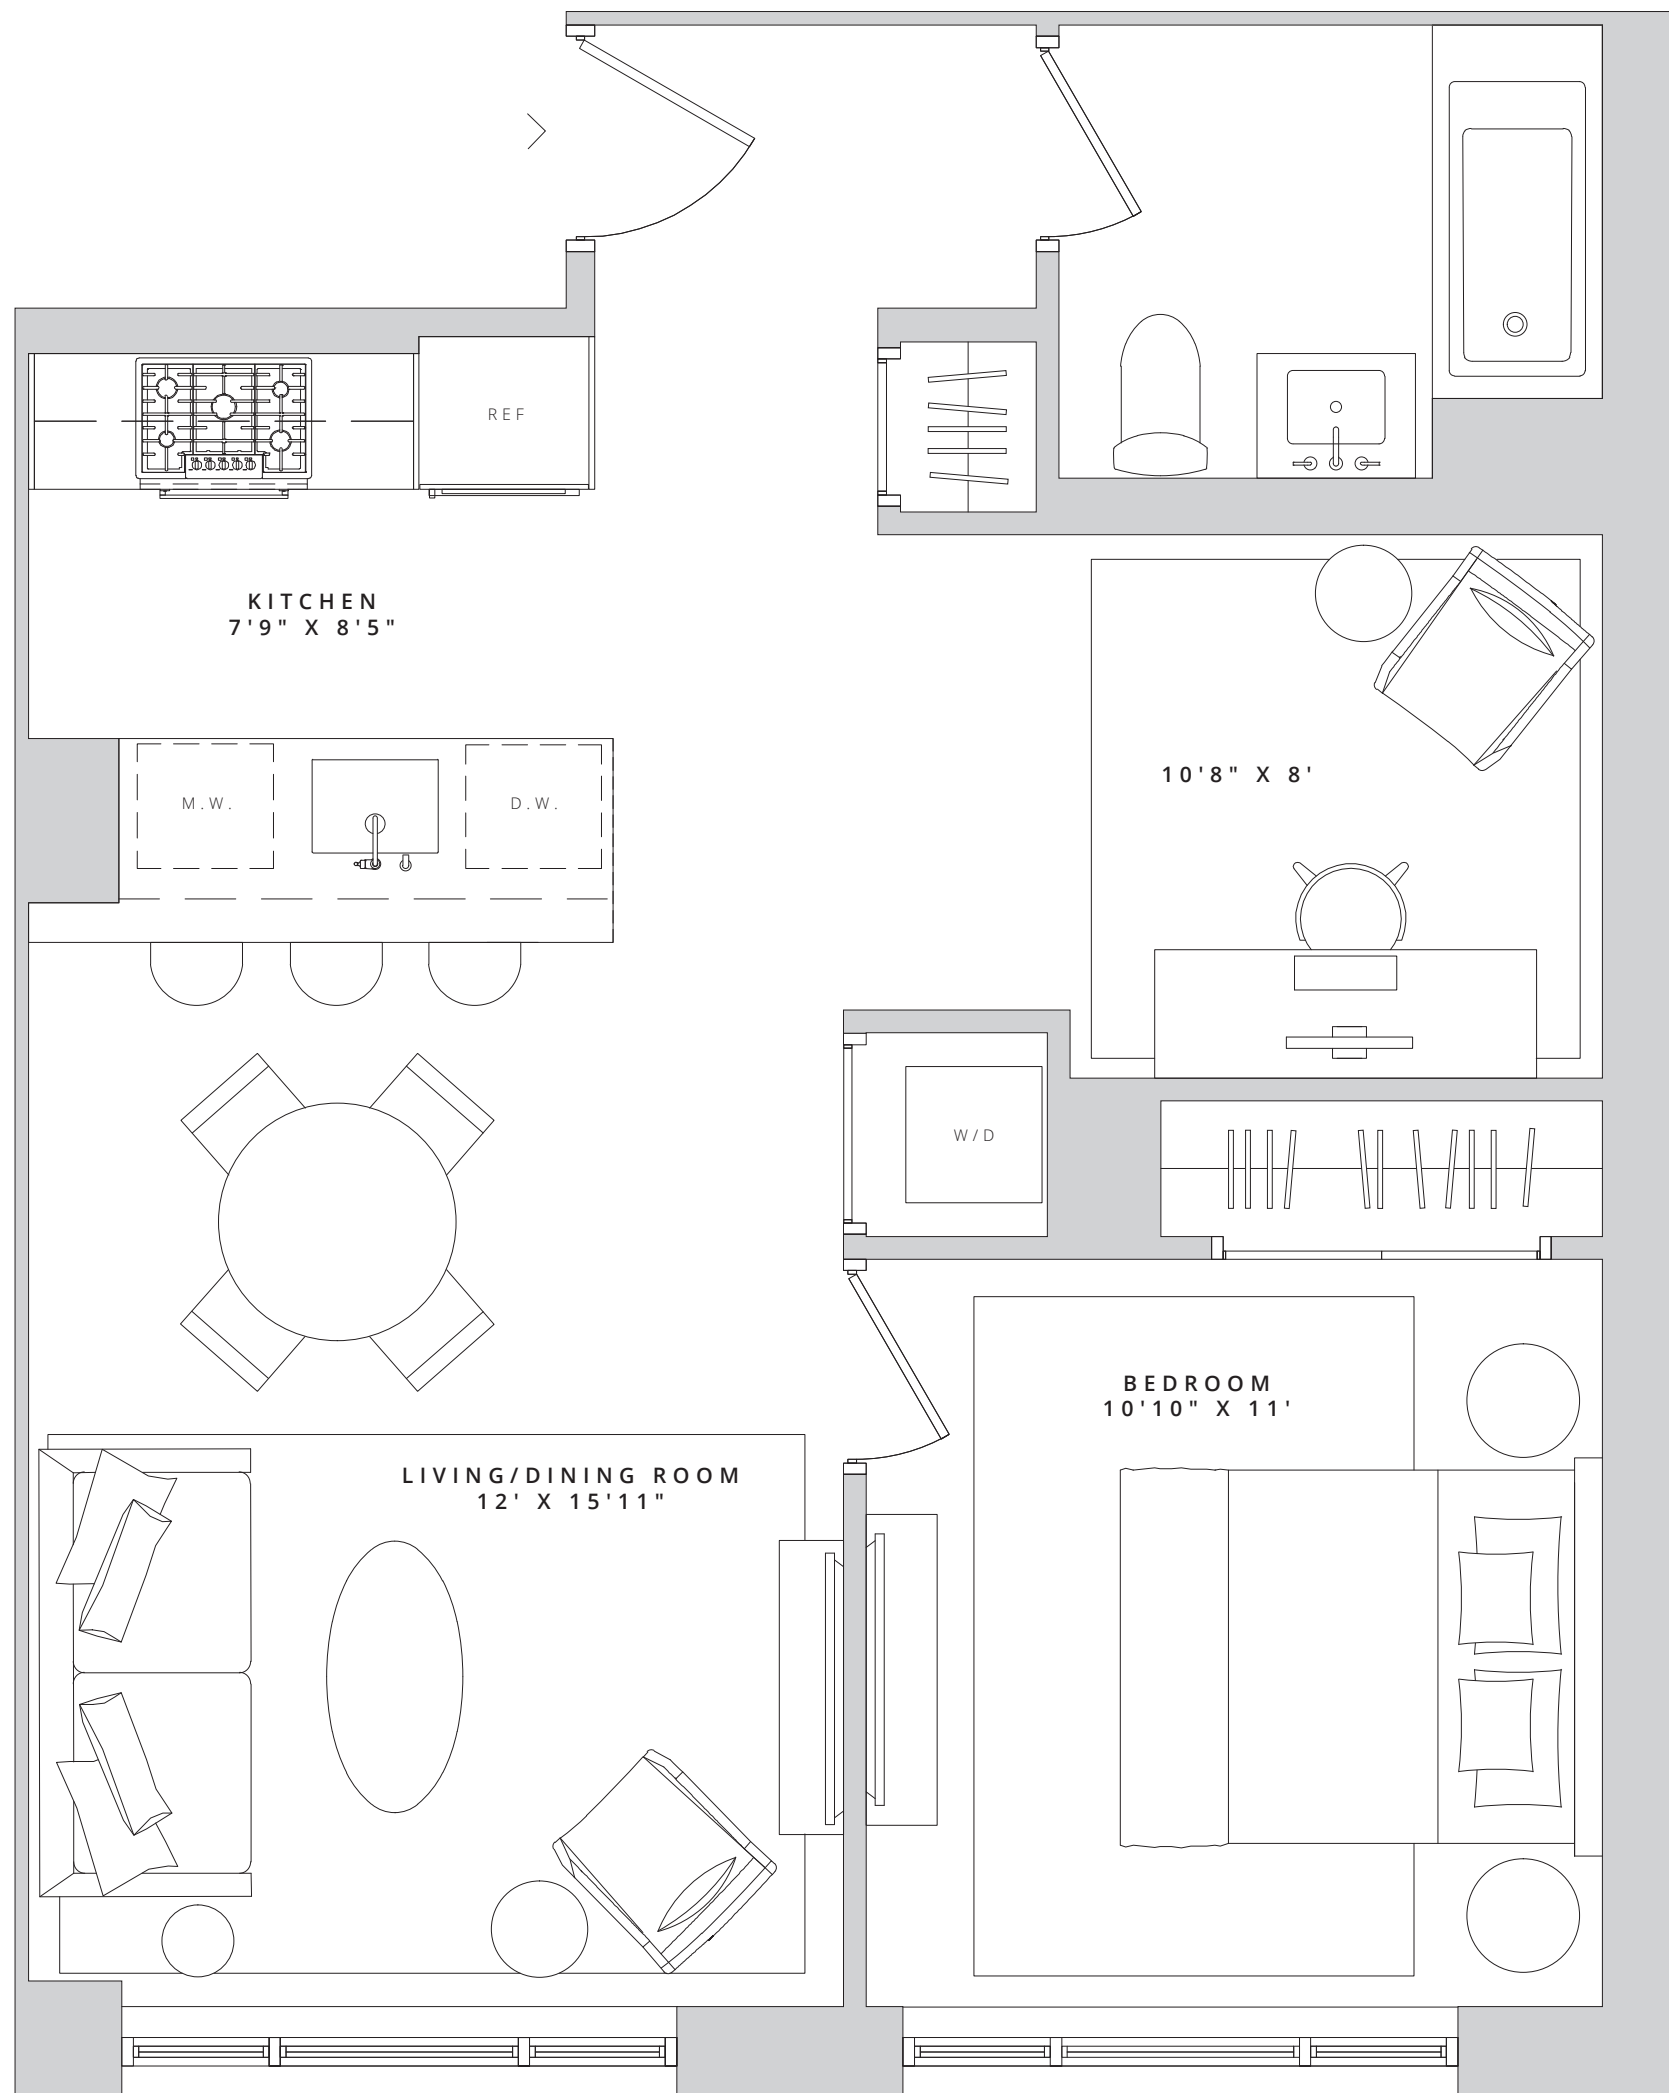 REF
KITCHEN
7'9" X 8'5"
10'8" X 8'
M.W.
D.W.
W/D
BEDROOM
10'10" X 11'
LIVING/DINING ROOM
12' X 15'11"